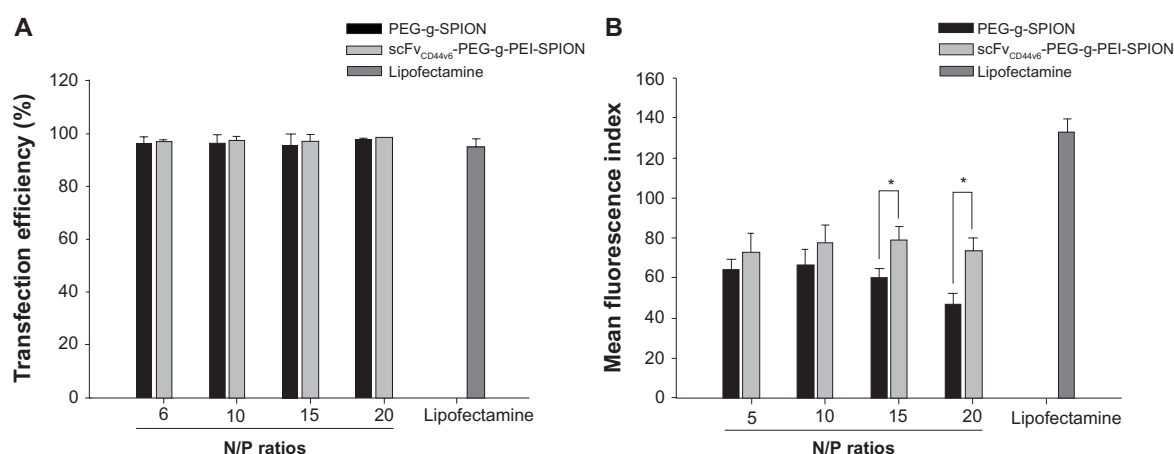 A
PEG-g-SPION
scFvCD44v6-PEG-g-PEI-SPION
Lipofectamine
Transfection efficiency (%)
120
100
80
60
40
20
0
6
10
15
20
Lipofectamine
N/P ratios
B
PEG-g-SPION
scFvCD44v6-PEG-g-PEI-SPION
Lipofectamine
Mean fluorescence index
160
140
120
100
80
60
40
20
0
*
*
5
10
15
20
Lipofectamine
N/P ratios